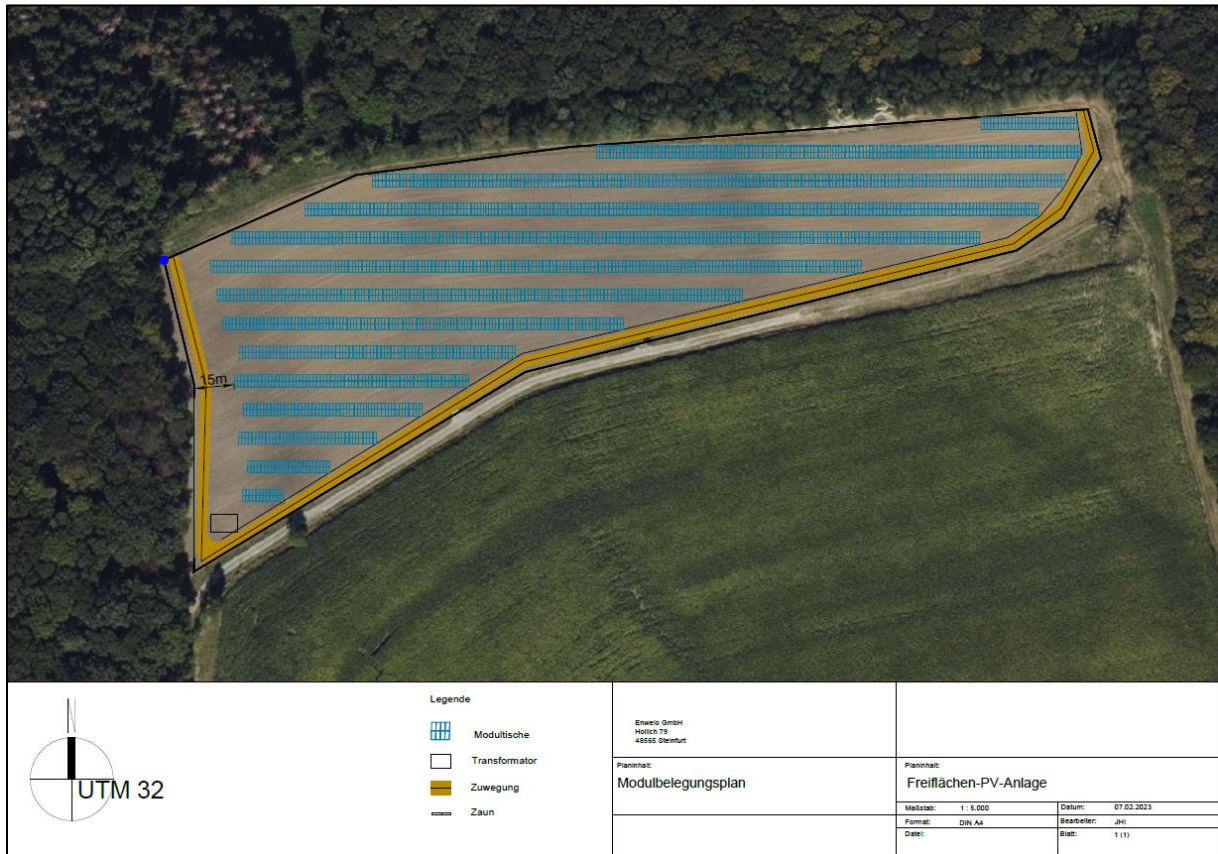 15m
UTM 32
Legende
Modultische
Transformator
Zuwegung
Zaun
Enwelo GmbH
Hollich 79
48565 Steinfurt
Planinhalt:
Modulbelegungsplan
Planinhalt:
Freiflächen-PV-Anlage
Maßstab: 1 : 5.000 Datum: 07.02.2023
Format: DIN A4 Bearbeiter: JHI
Datei: Blatt: 1 (1)